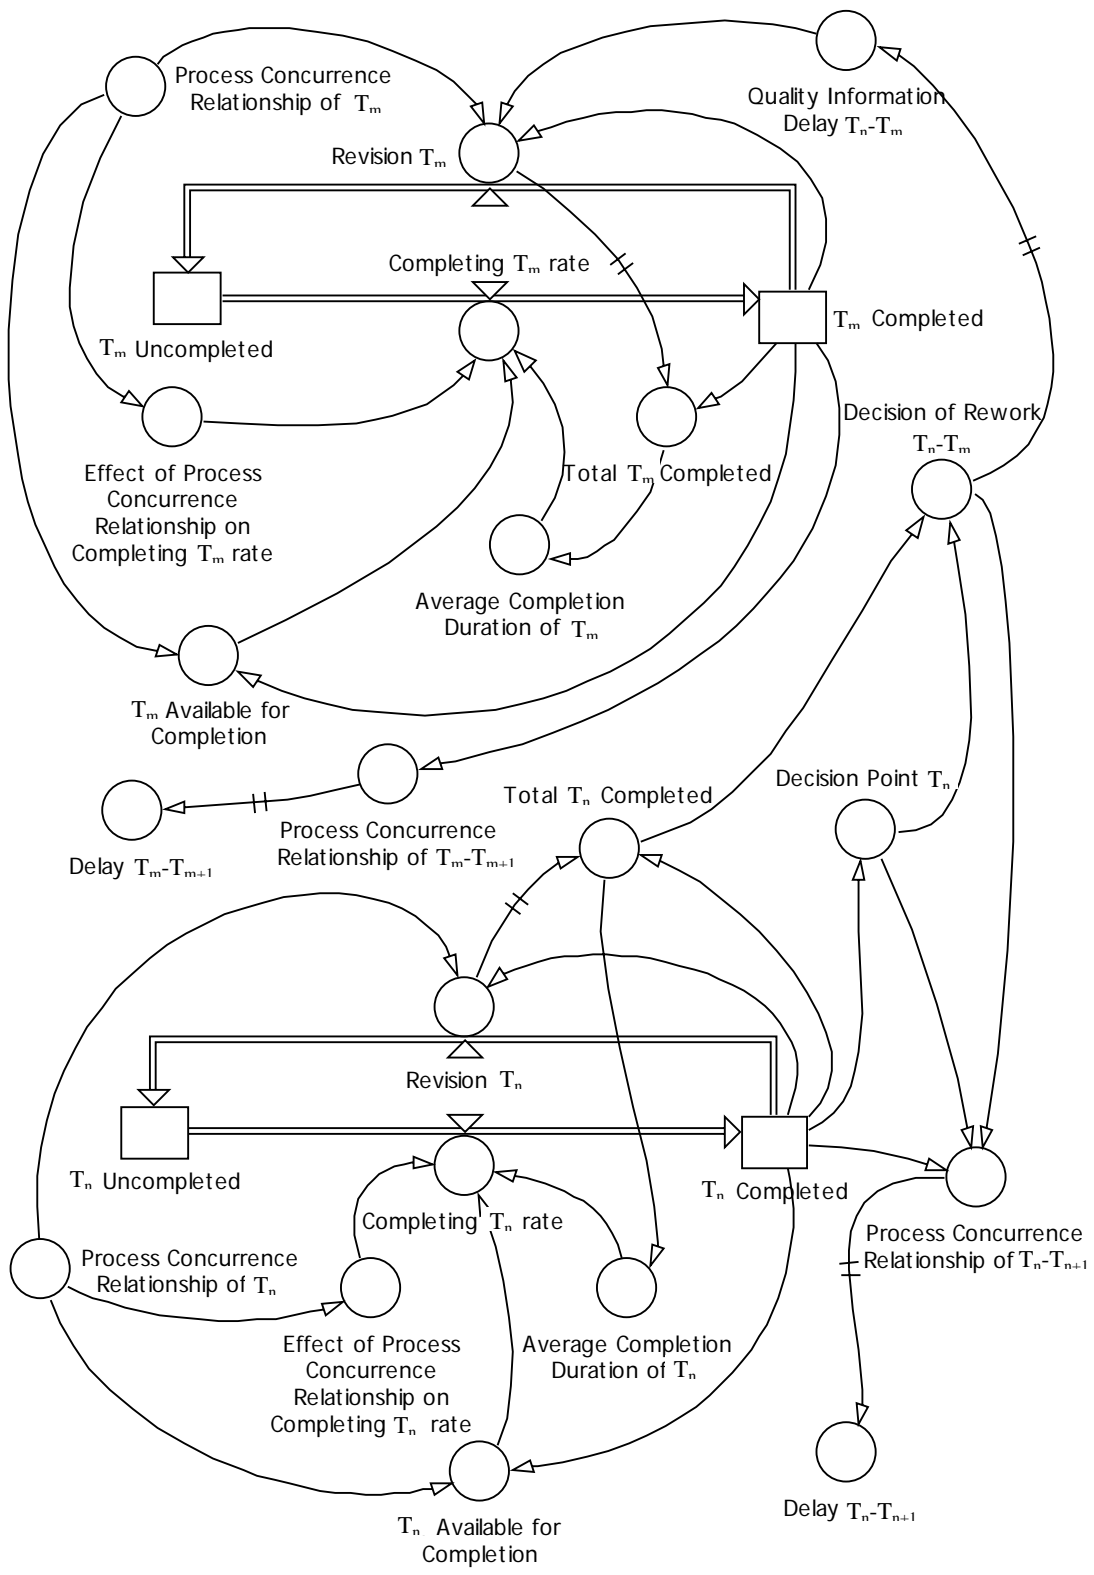 Process Concurrence
Relationship of Tm
Quality Information
Delay Tn-Tm
Revision Tm
Completing Tm rate
Tm Completed
Tm Uncompleted
Decision of Rework
Tn-Tm
Effect of Process
Concurrence
Relationship on
Completing Tm rate
Total Tm Completed
Average Completion
Duration of Tm
Tm Available for
Completion
Decision Point Tn
Total Tn Completed
Process Concurrence
Relationship of Tm-Tm+1
Delay Tm-Tm+1
Revision Tn
Tn Uncompleted
Tn Completed
Completing Tn rate
Process Concurrence
Relationship of Tn-Tn+1
Process Concurrence
Relationship of Tn
Effect of Process
Concurrence
Relationship on
Completing Tn rate
Average Completion
Duration of Tn
Delay Tn-Tn+1
Tn Available for
Completion